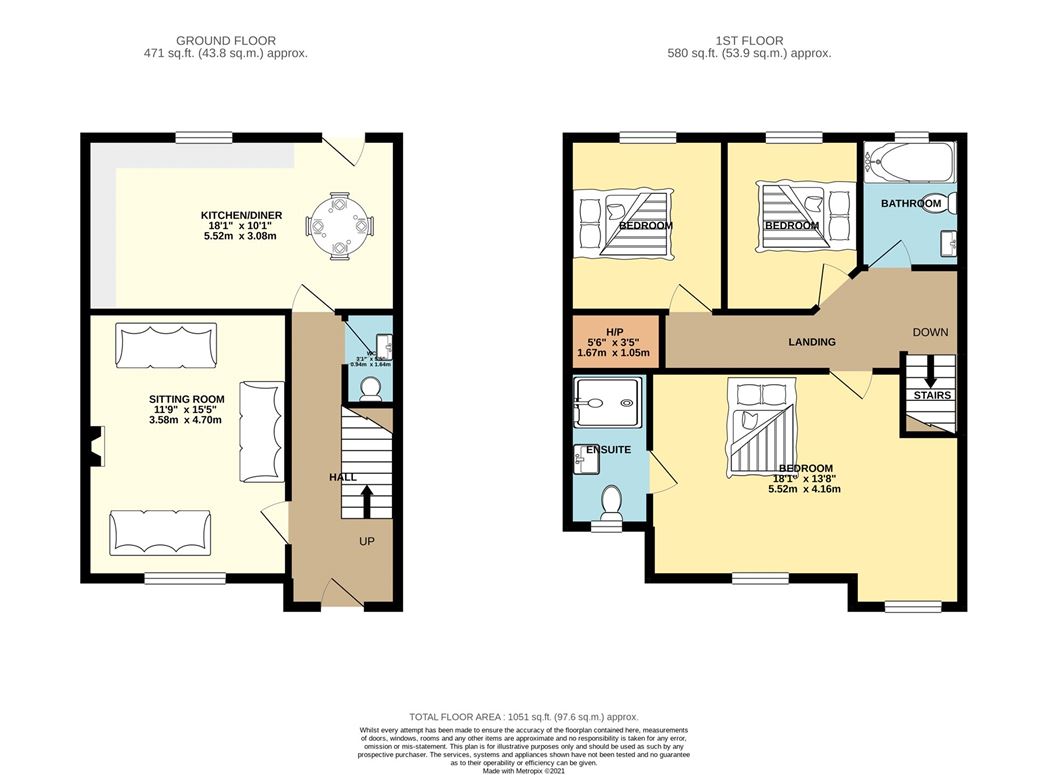 GROUND FLOOR
471 sq.ft. (43.8 sq.m.) approx.
1ST FLOOR
580 sq.ft. (53.9 sq.m.) approx.
KITCHEN/DINER
18'1" x 10'1"
5.52m x 3.08m
SITTING ROOM
11'9" x 15'5"
3.58m x 4.70m
0.94m x 1.64m
HALL
UP
BEDROOM
BEDROOM
BATHROOM
H/P
5'6" x 3'5"
1.67m x 1.05m
LANDING
DOWN
STAIRS
ENSUITE
BEDROOM
18'1" x 13'8"
5.52m x 4.16m
TOTAL FLOOR AREA : 1051 sq.ft. (97.6 sq.m.) approx.
Whilst every attempt has been made to ensure the accuracy of the floorplan contained here, measurements
of doors, windows, rooms and any other items are approximate and no responsibility is taken for any error,
omission or mis-statement. This plan is for illustrative purposes only and should be used as such by any
prospective purchaser. The services, systems and appliances shown have not been tested and no guarantee
as to their operability or efficiency can be given.
Made with Metropix ©2021